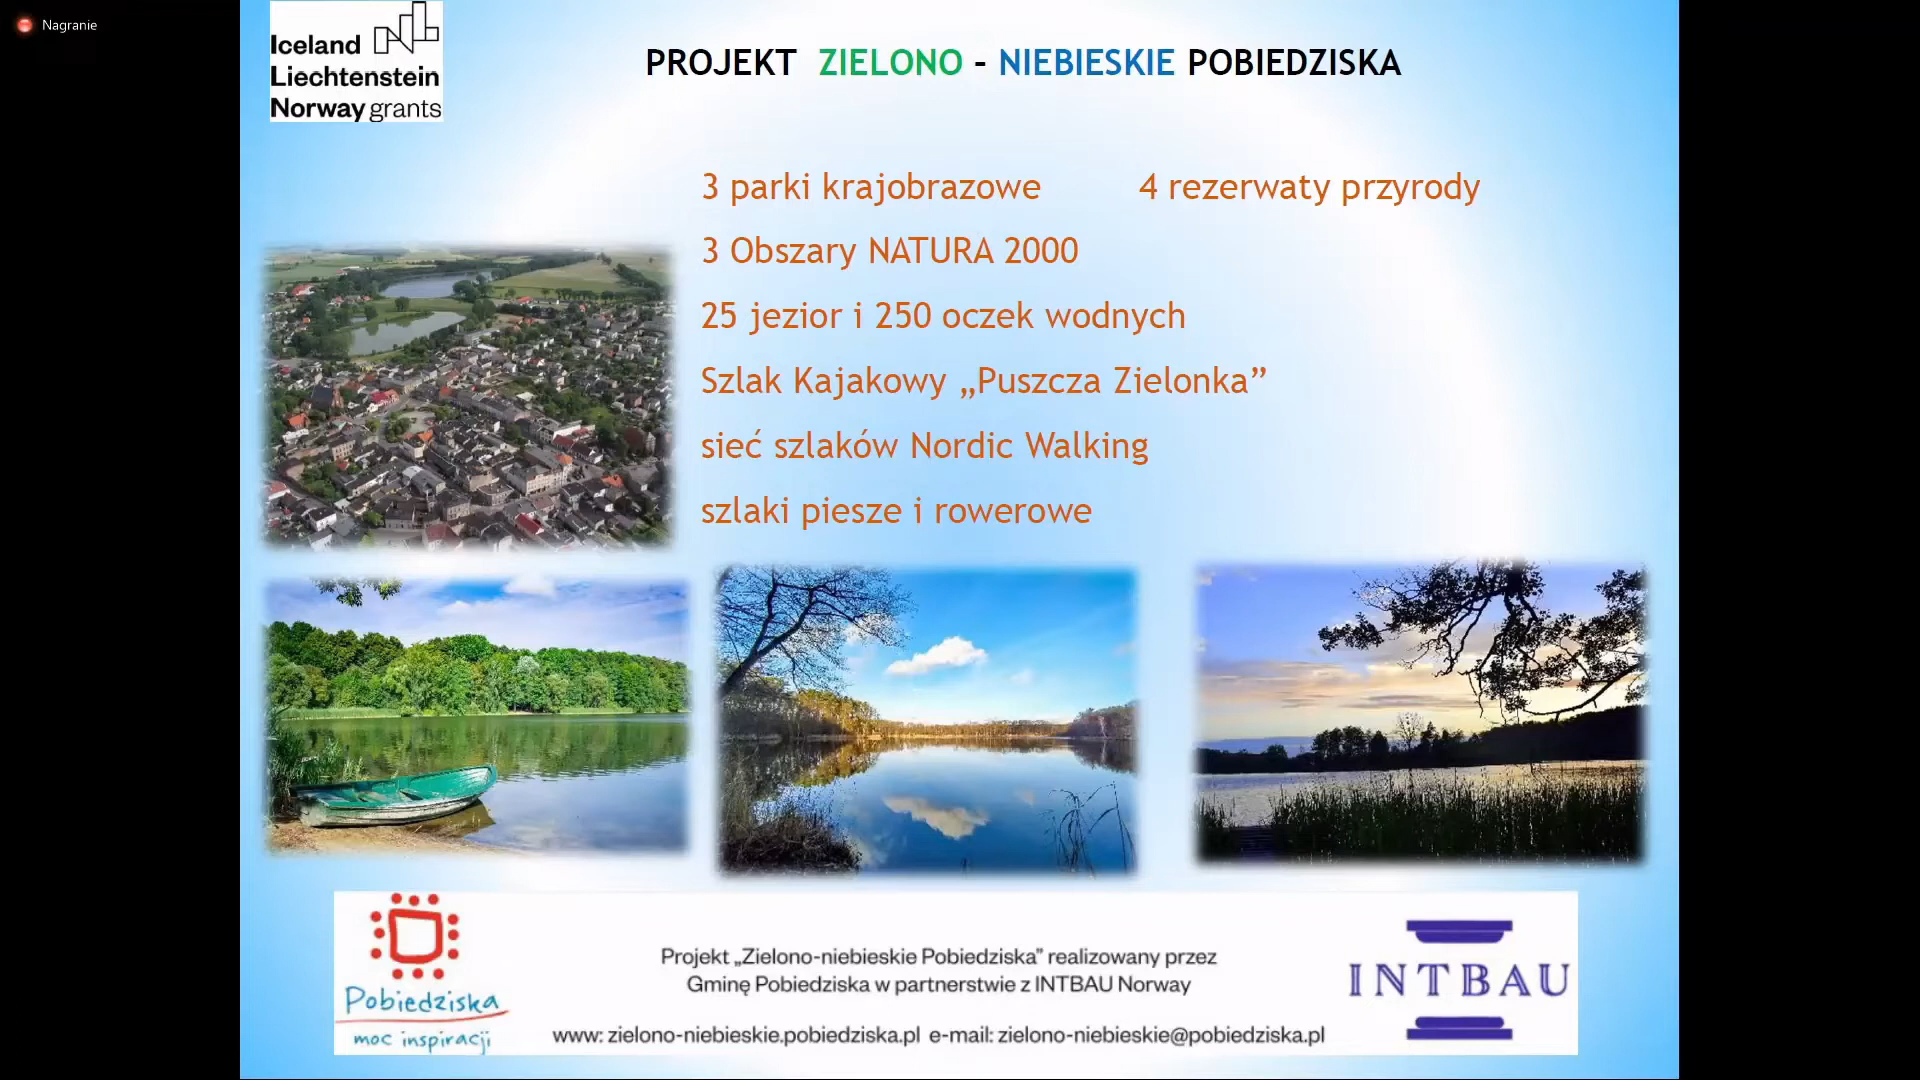 Nagranie
Iceland
Liechtenstein
Norway grants
PROJEKT ZIELONO – NIEBIESKIE POBIEDZISKA
3 parki krajobrazowe 4 rezerwaty przyrody
3 Obszary NATURA 2000
25 jezior i 250 oczek wodnych
Szlak Kajakowy „Puszcza Zielonka”
sieć szlaków Nordic Walking
szlaki piesze i rowerowe
Pobiedziska
moc inspiracji
Projekt „Zielono-niebieskie Pobiedziska” realizowany przez
Gminę Pobiedziska w partnerstwie z INTBAU Norway
www: zielono-niebieskie.pobiedziska.pl e-mail: zielono-niebieskie@pobiedziska.pl
INTBAU